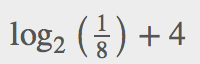 log₂ (1/8) + 4